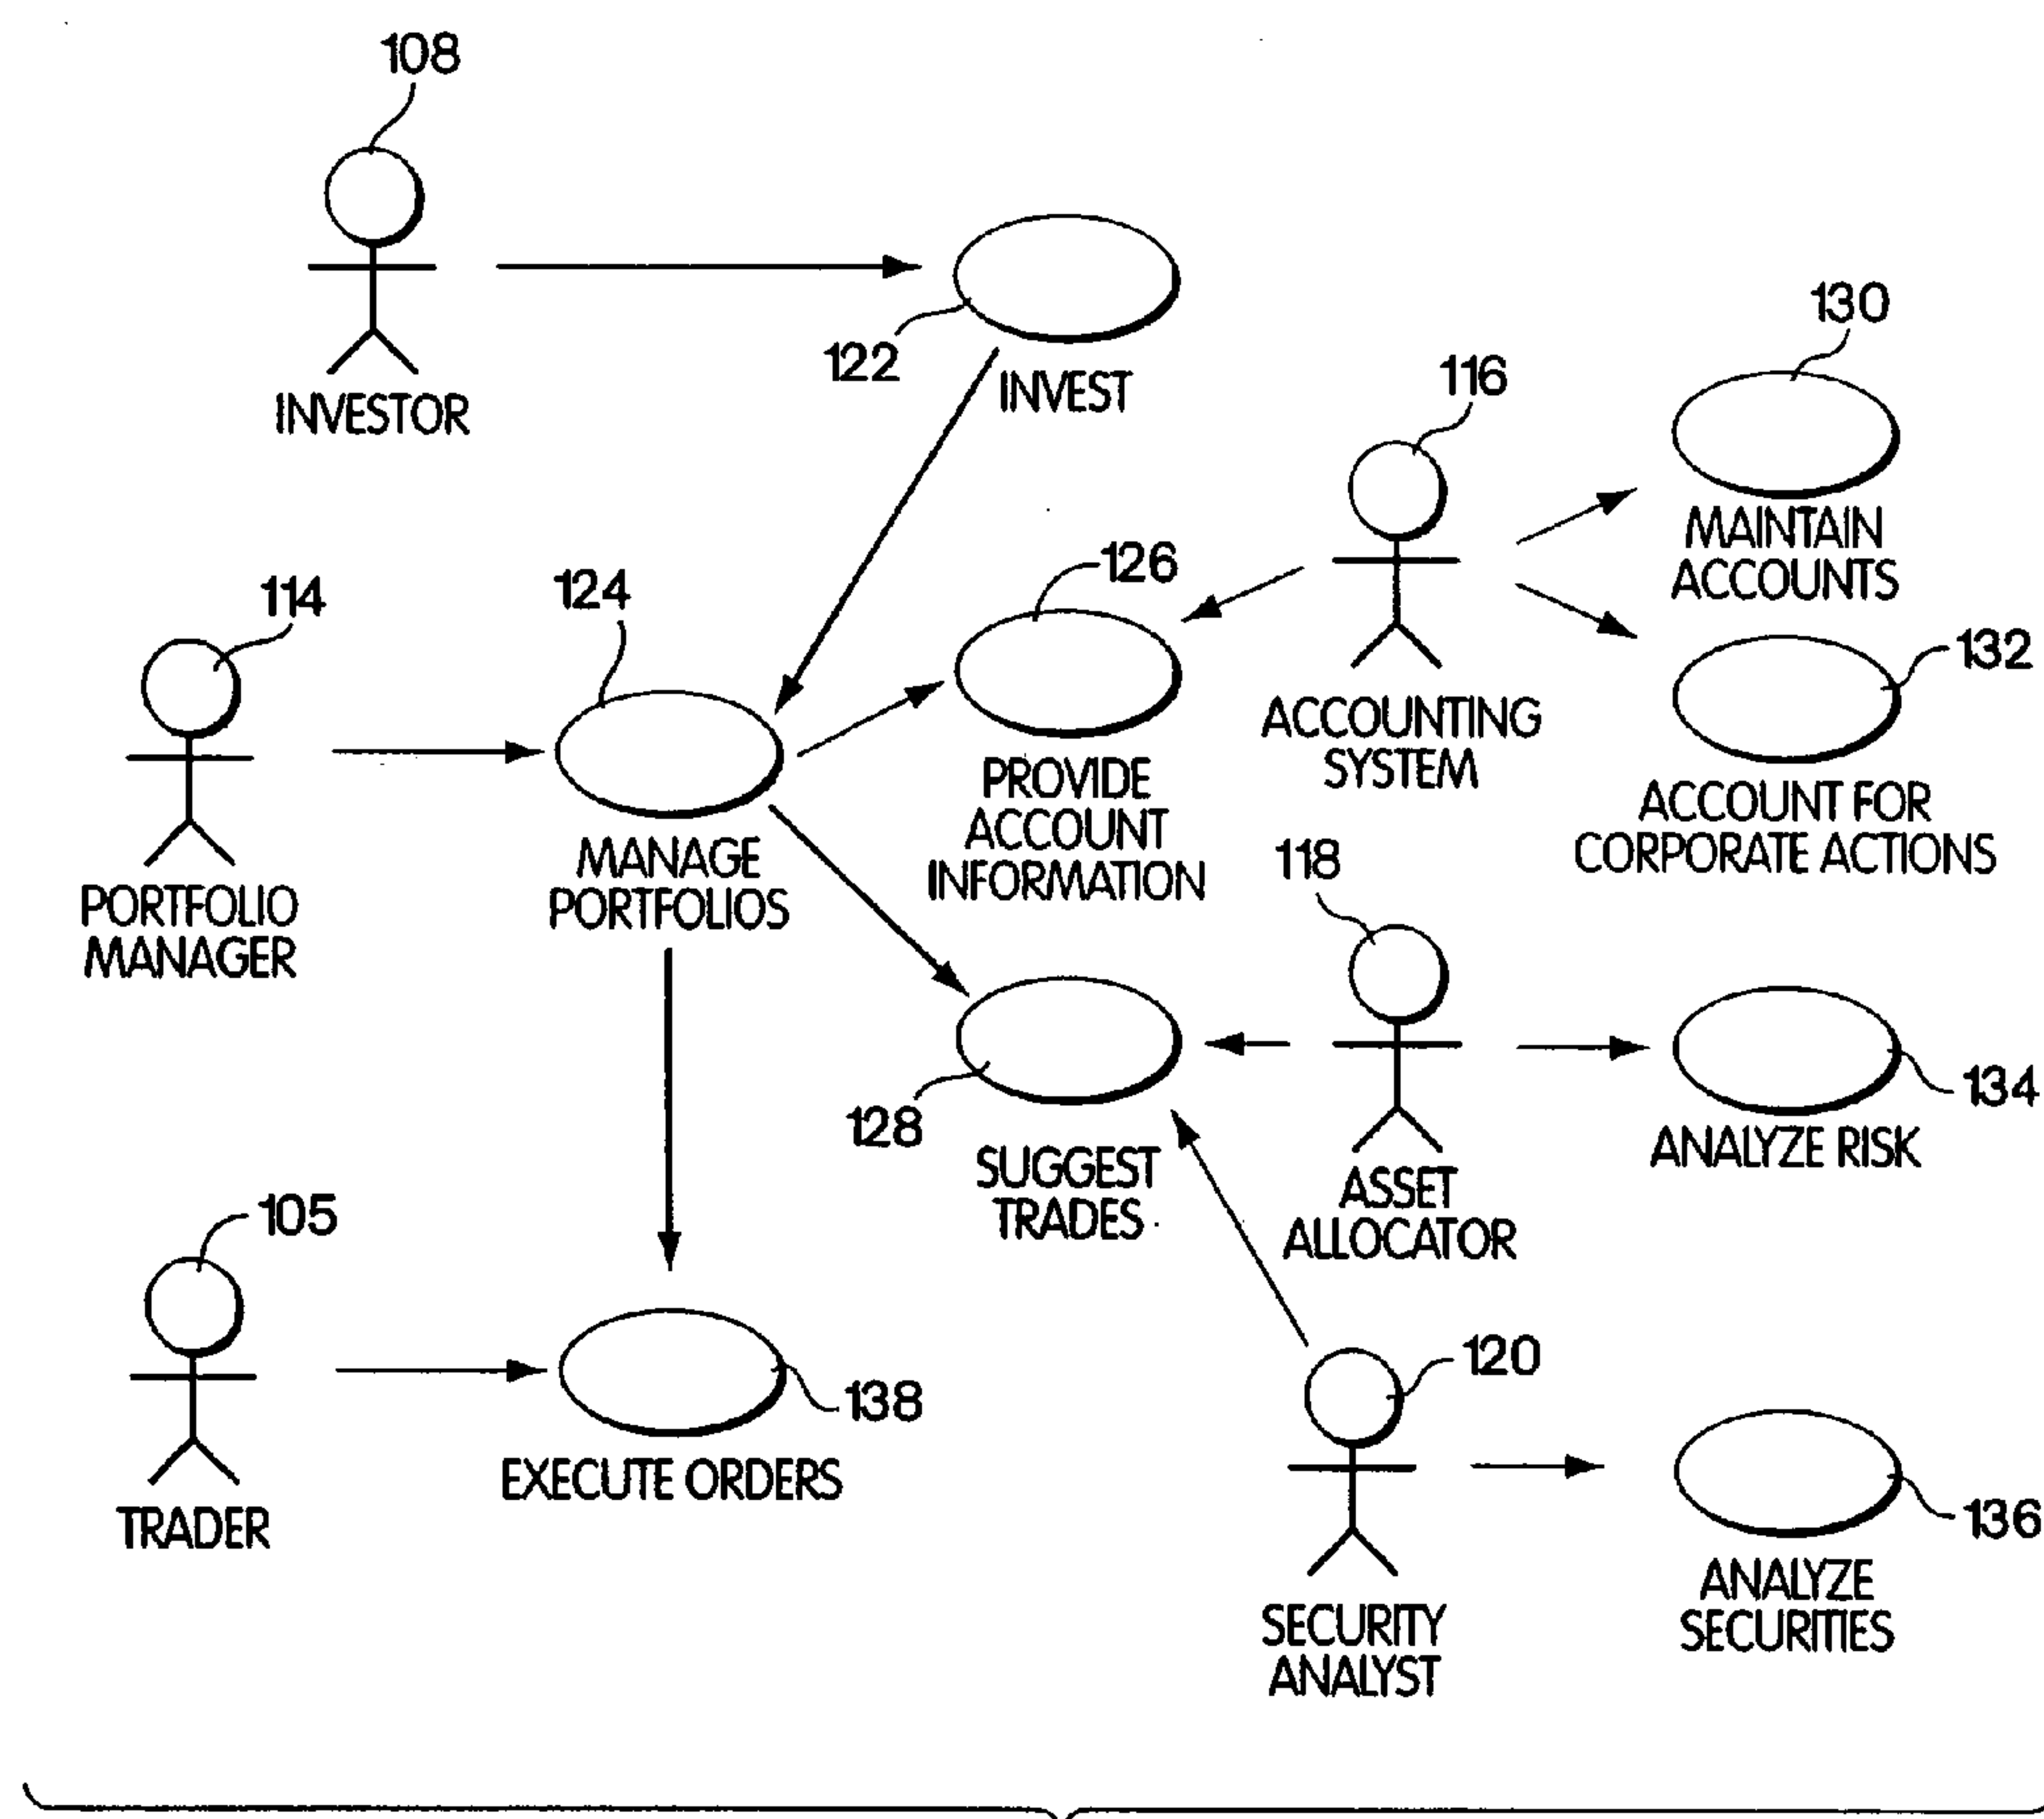 108
INVESTOR
122
INVEST
130
MAINTAIN
ACCOUNTS
116
ACCOUNTING
SYSTEM
132
ACCOUNT FOR
CORPORATE ACTIONS
114
PORTFOLIO
MANAGER
124
MANAGE
PORTFOLIOS
126
PROVIDE
ACCOUNT
INFORMATION
118
ASSET
ALLOCATOR
134
ANALYZE RISK
128
SUGGEST
TRADES
105
TRADER
138
EXECUTE ORDERS
120
SECURITY
ANALYST
136
ANALYZE
SECURITIES